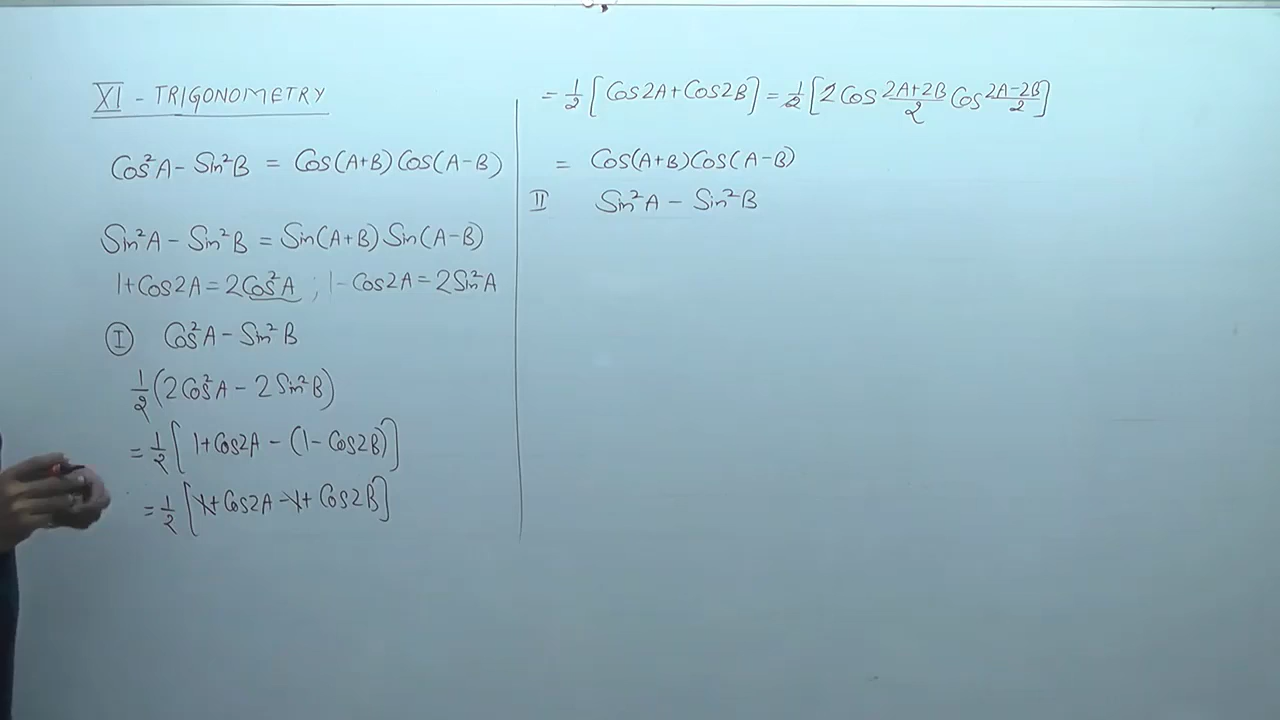 XI - TRIGONOMETRY
Cos²A - Sin²B = Cos(A+B) Cos(A-B)
Sin²A - Sin²B = Sin(A+B) Sin(A-B)
1+Cos2A = 2Cos²A ; 1-Cos2A = 2Sin²A
I Cos²A - Sin²B
1/2 (2Cos²A - 2Sin²B)
= 1/2 [1+Cos2A - (1-Cos2B)]
= 1/2 [1+Cos2A - 1 + Cos2B]
= 1/2 [Cos2A + Cos2B] = 1/2 [2Cos (2A+2B)/2 Cos (2A-2B)/2]
= Cos(A+B) Cos(A-B)
II Sin²A - Sin²B